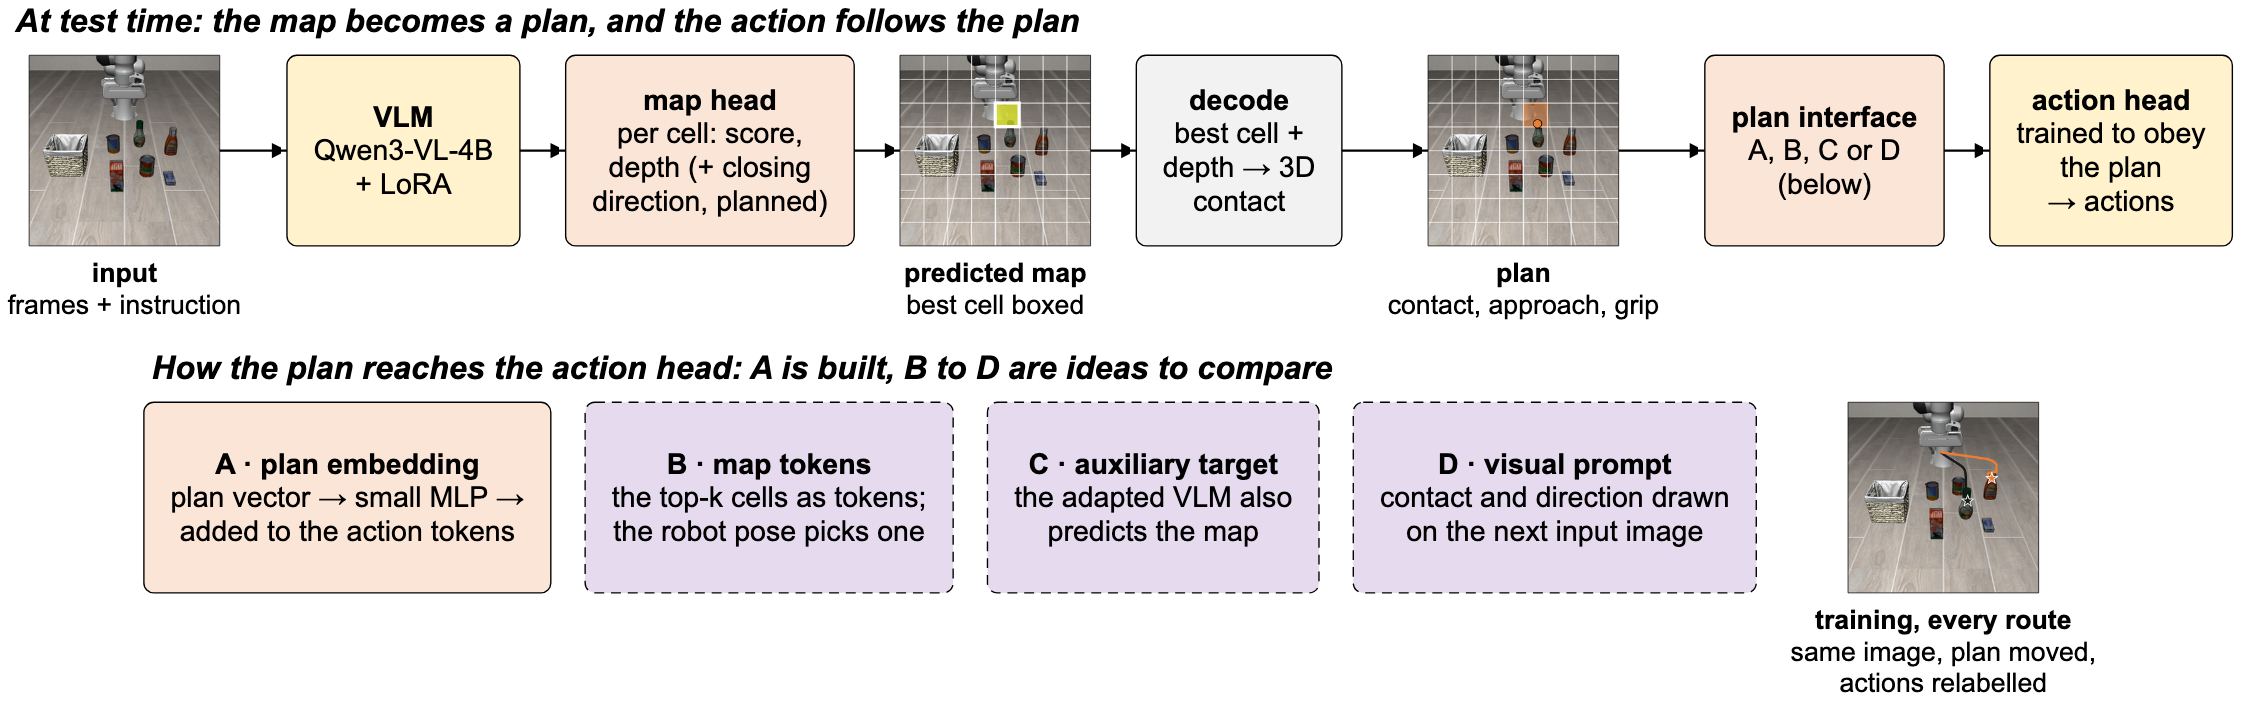 At test time: the map becomes a plan, and the action follows the plan
VLM
Qwen3-VL-4B
+ LoRA
map head
per cell: score,
depth (+ closing
direction, planned)
decode
best cell +
depth → 3D
contact
plan interface
A, B, C or D
(below)
action head
trained to obey
the plan
→ actions
input
frames + instruction
predicted map
best cell boxed
plan
contact, approach, grip
How the plan reaches the action head: A is built, B to D are ideas to compare
A · plan embedding
plan vector → small MLP →
added to the action tokens
B · map tokens
the top-k cells as tokens;
the robot pose picks one
C · auxiliary target
the adapted VLM also
predicts the map
D · visual prompt
contact and direction drawn
on the next input image
training, every route
same image, plan moved,
actions relabelled